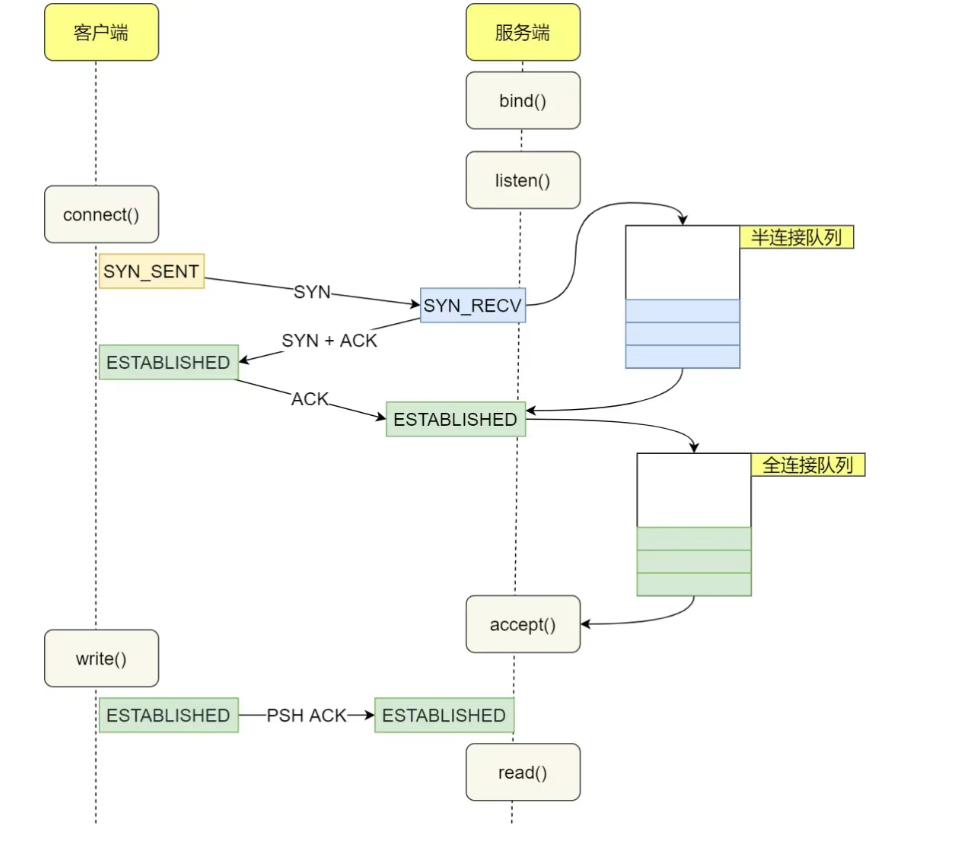 客户端
服务端
bind()
listen()
connect()
半连接队列
SYN_SENT
SYN
SYN_RECV
SYN + ACK
ESTABLISHED
ACK
ESTABLISHED
全连接队列
accept()
write()
ESTABLISHED
PSH ACK
ESTABLISHED
read()